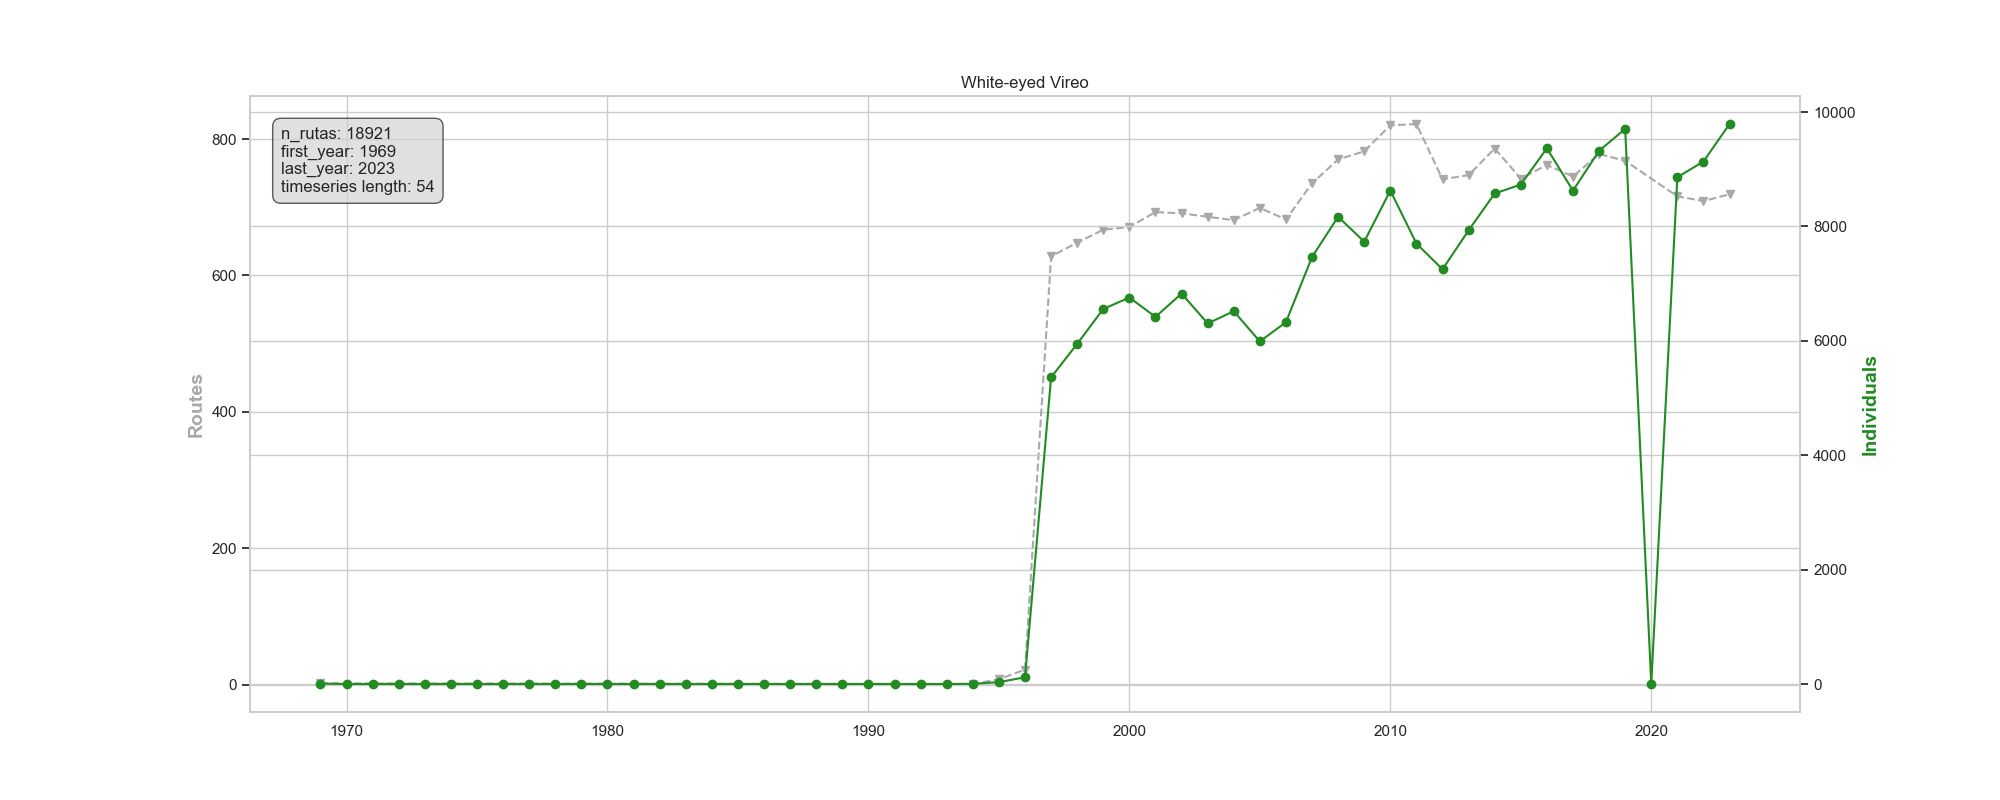 White-eyed Vireo
n_rutas: 18921
first_year: 1969
last_year: 2023
timeseries length: 54
800
600
400
200
0
Routes
10000
8000
6000
4000
2000
0
Individuals
1970
1980
1990
2000
2010
2020